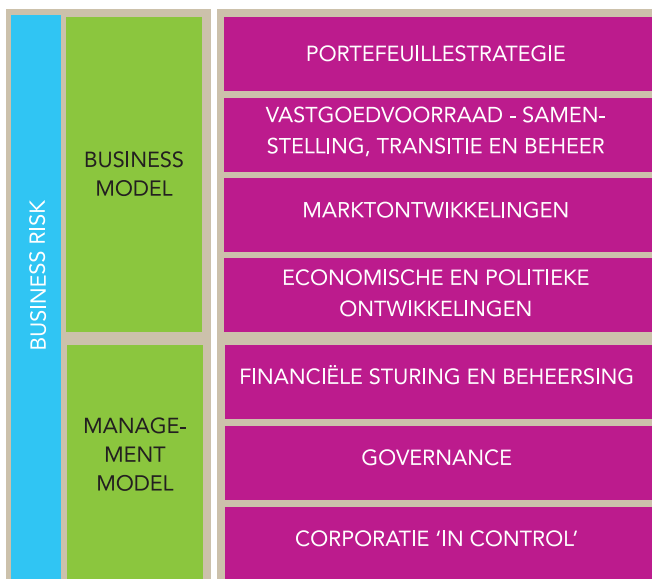 BUSINESS RISK
BUSINESS
MODEL
PORTEFEUILLESTRATEGIE
VASTGOEDVOORRAAD - SAMEN-
STELLING, TRANSITIE EN BEHEER
MARKTONTWIKKELINGEN
ECONOMISCHE EN POLITIEKE
ONTWIKKELINGEN
MANAGE-
MENT
MODEL
FINANCIËLE STURING EN BEHEERSING
GOVERNANCE
CORPORATIE ‘IN CONTROL’